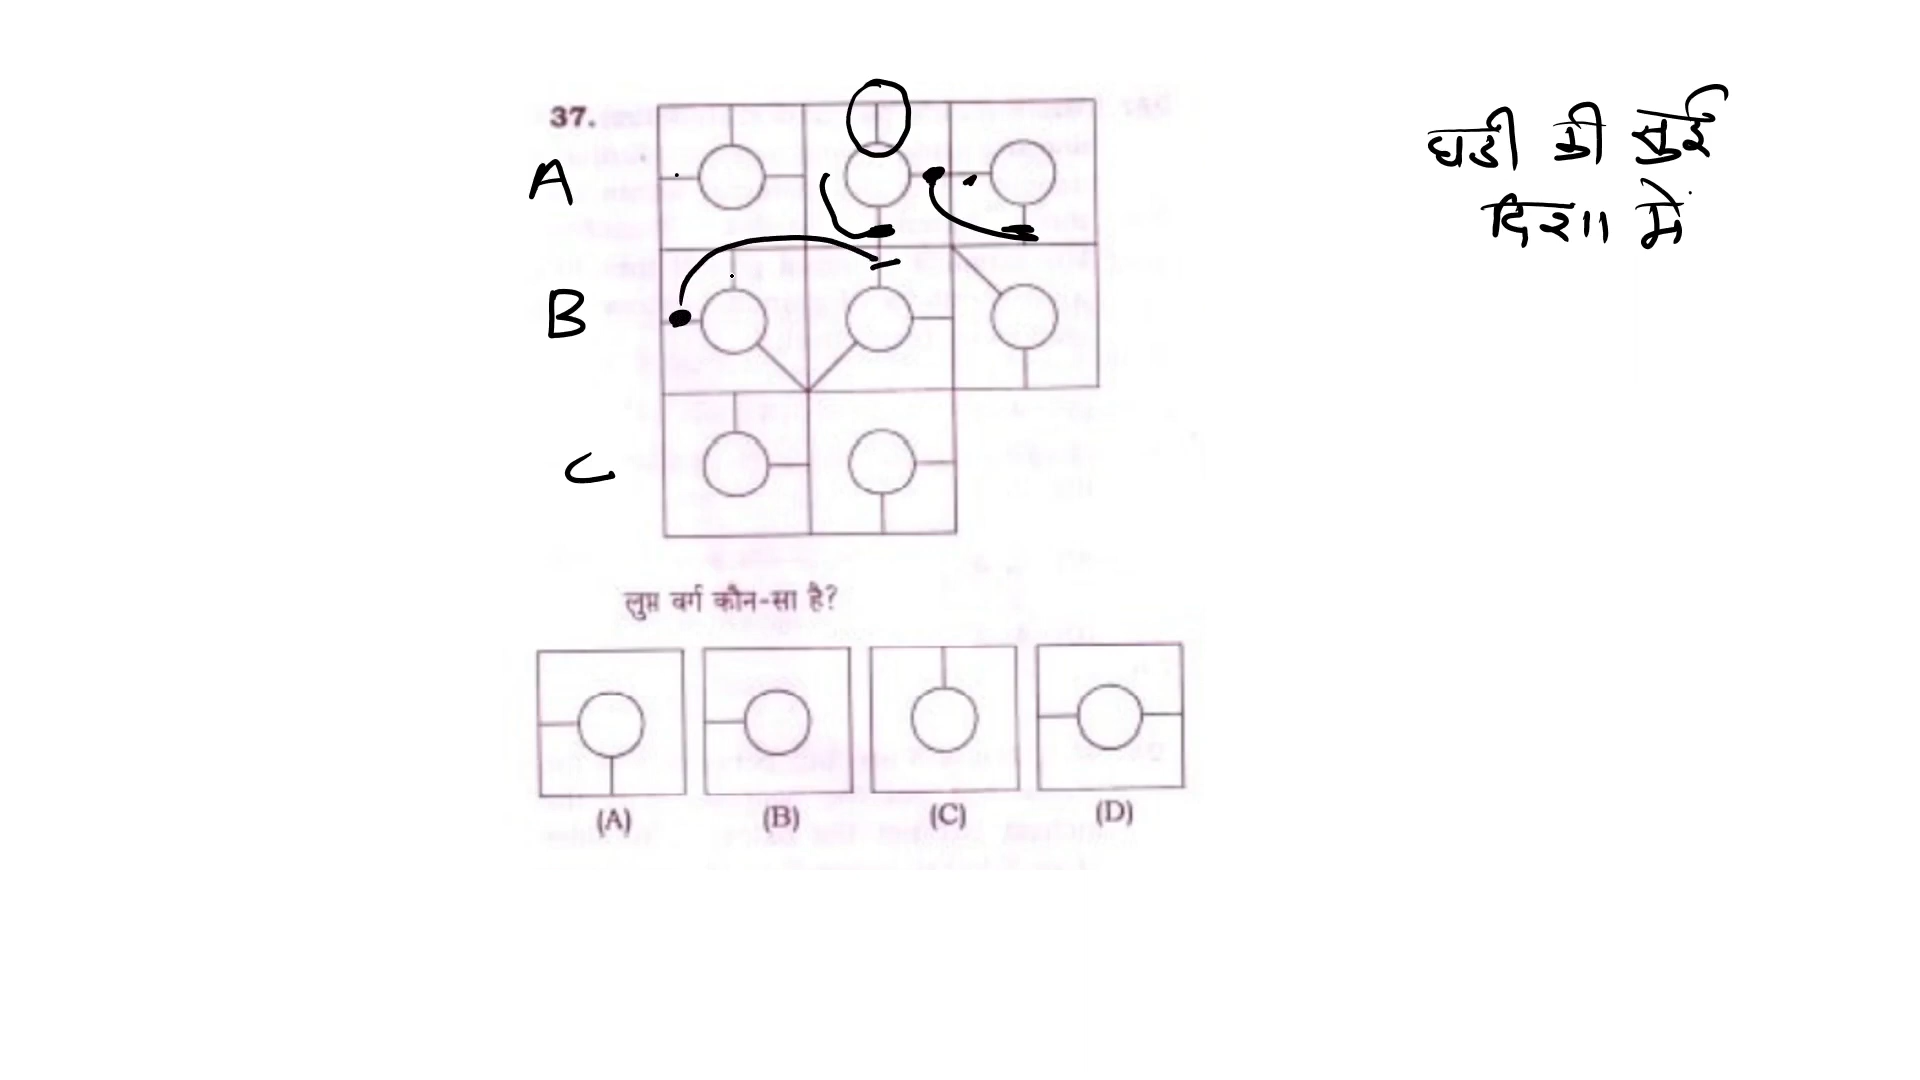 37.
A
B
C
घडी की सुई
दिशा में
लुप्त वर्ग कौन-सा है?
(A) (B) (C) (D)